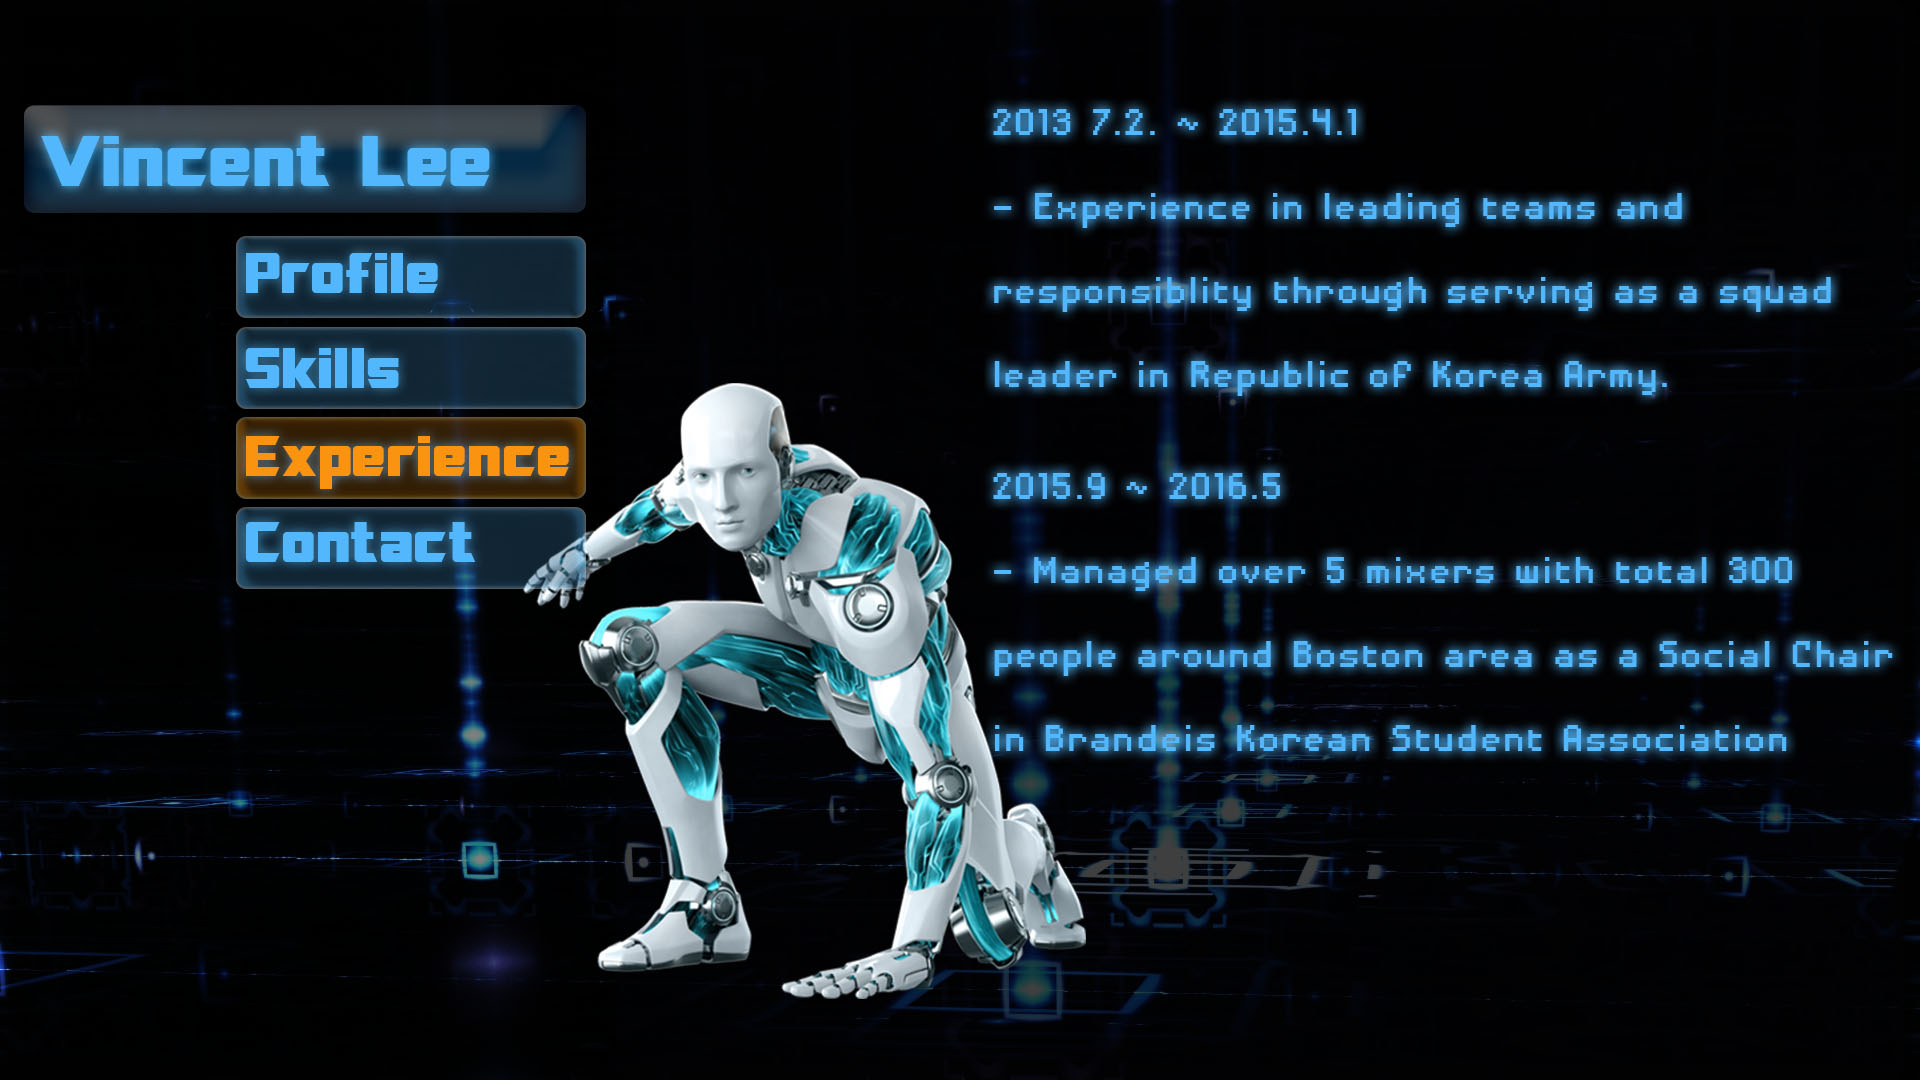 Vincent Lee
Profile
Skills
Experience
Contact
2013 7.2. ~ 2015.4.1
- Experience in leading teams and
responsiblity through serving as a squad
leader in Republic of Korea Army.
2015.9 ~ 2016.5
- Managed over 5 mixers with total 300
people around Boston area as a Social Chair
in Brandeis Korean Student Association